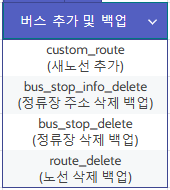 버스 추가 및 백업
custom_route
(새노선 추가)
bus_stop_info_delete
(정류장 주소 삭제 백업)
bus_stop_delete
(정류장 삭제 백업)
route_delete
(노선 삭제 백업)